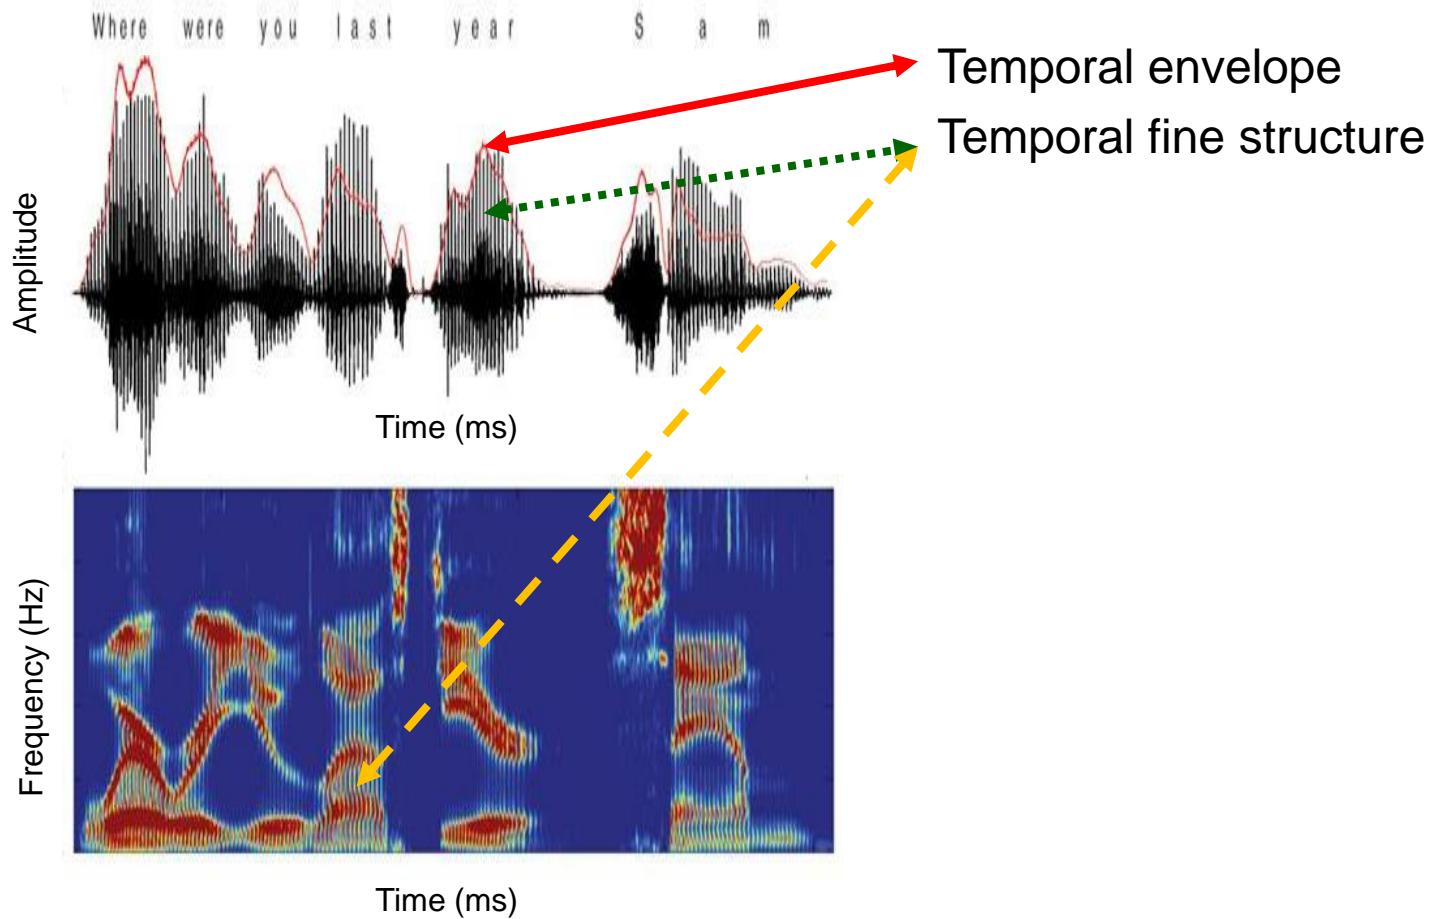 Where were you last year Sam
Temporal envelope
Temporal fine structure
Amplitude
Time (ms)
Frequency (Hz)
Time (ms)